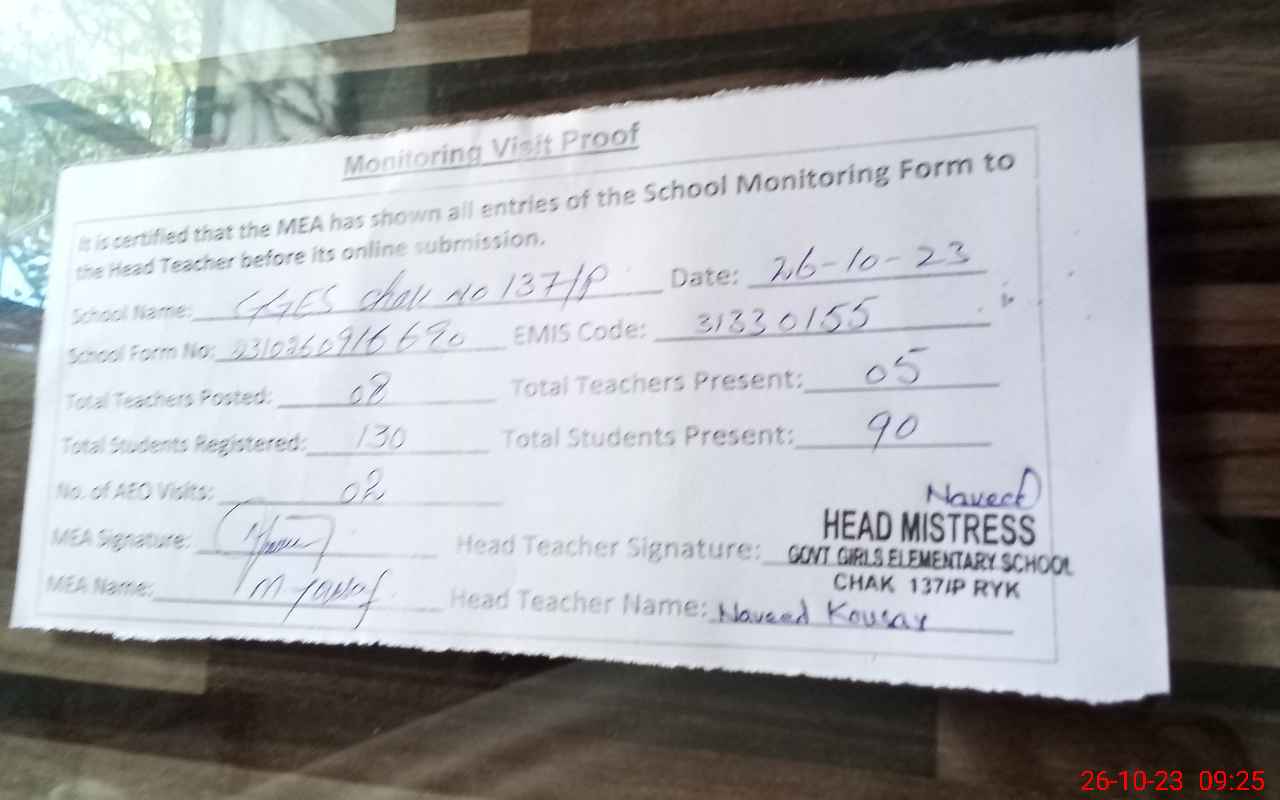 Monitoring Visit Proof
It is certified that the MEA has shown all entries of the School Monitoring Form to
the Head Teacher before its online submission.
School Name: GGES Chak No 137/P Date: 26-10-23
School Form No: 0310260916690 EMIS Code: 31330155
Total Teachers Posted: 08 Total Teachers Present: 05
Total Students Registered: 130 Total Students Present: 90
No. of AEO Visits: 02
Naveed
MEA Signature: Head Teacher Signature: HEAD MISTRESS
GOVT GIRLS ELEMENTARY SCHOOL
CHAK 137/P RYK
MEA Name: Head Teacher Name: Naveed Kousar
26-10-23 09:25